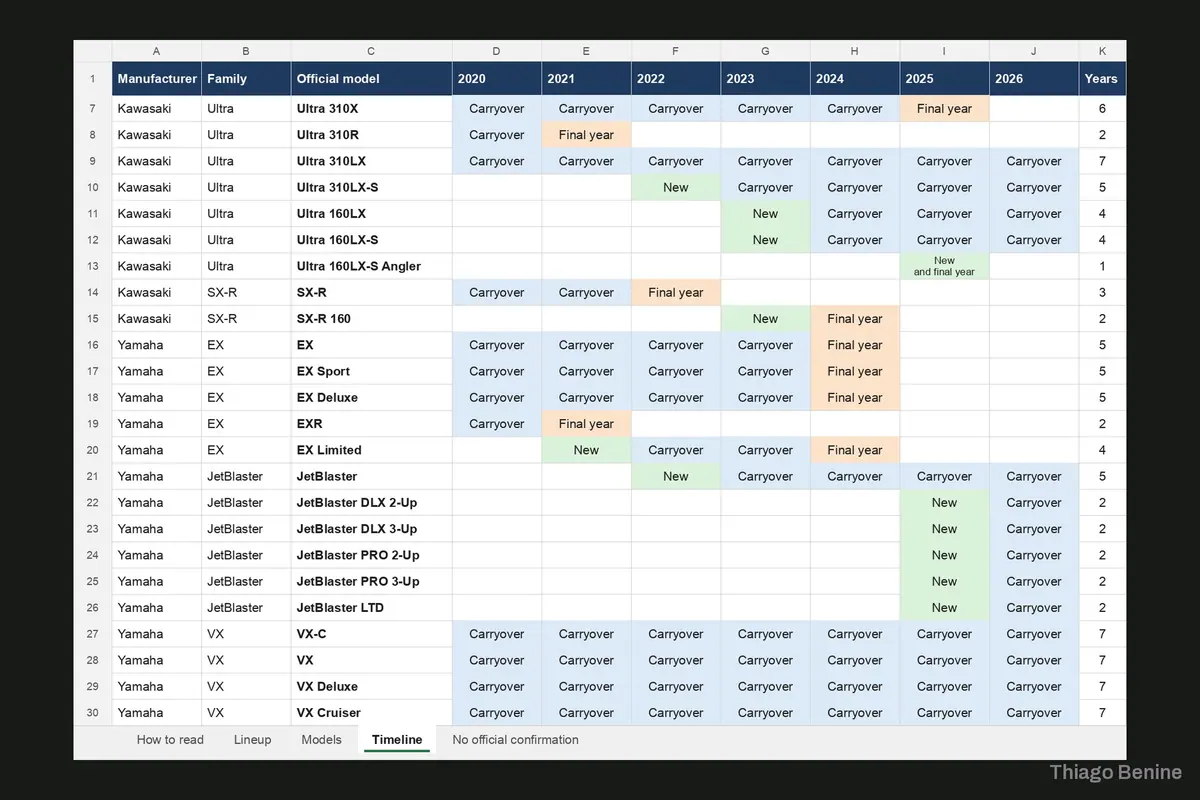 A B C D E F G H I J K
1 Manufacturer Family Official model 2020 2021 2022 2023 2024 2025 2026 Years
7 Kawasaki Ultra Ultra 310X Carryover Carryover Carryover Carryover Carryover Final year 6
8 Kawasaki Ultra Ultra 310R Carryover Final year 2
9 Kawasaki Ultra Ultra 310LX Carryover Carryover Carryover Carryover Carryover Carryover Carryover 7
10 Kawasaki Ultra Ultra 310LX-S New Carryover Carryover Carryover Carryover 5
11 Kawasaki Ultra Ultra 160LX New Carryover Carryover Carryover 4
12 Kawasaki Ultra Ultra 160LX-S New Carryover Carryover Carryover 4
13 Kawasaki Ultra Ultra 160LX-S Angler New and final year 1
14 Kawasaki SX-R SX-R Carryover Carryover Final year 3
15 Kawasaki SX-R SX-R 160 New Final year 2
16 Yamaha EX EX Carryover Carryover Carryover Carryover Final year 5
17 Yamaha EX EX Sport Carryover Carryover Carryover Carryover Final year 5
18 Yamaha EX EX Deluxe Carryover Carryover Carryover Carryover Final year 5
19 Yamaha EX EXR Carryover Final year 2
20 Yamaha EX EX Limited New Carryover Carryover Final year 4
21 Yamaha JetBlaster JetBlaster New Carryover Carryover Carryover Carryover 5
22 Yamaha JetBlaster JetBlaster DLX 2-Up New Carryover 2
23 Yamaha JetBlaster JetBlaster DLX 3-Up New Carryover 2
24 Yamaha JetBlaster JetBlaster PRO 2-Up New Carryover 2
25 Yamaha JetBlaster JetBlaster PRO 3-Up New Carryover 2
26 Yamaha JetBlaster JetBlaster LTD New Carryover 2
27 Yamaha VX VX-C Carryover Carryover Carryover Carryover Carryover Carryover Carryover 7
28 Yamaha VX VX Carryover Carryover Carryover Carryover Carryover Carryover Carryover 7
29 Yamaha VX VX Deluxe Carryover Carryover Carryover Carryover Carryover Carryover Carryover 7
30 Yamaha VX VX Cruiser Carryover Carryover Carryover Carryover Carryover Carryover Carryover 7
How to read Lineup Models Timeline No official confirmation
Thiago Benine